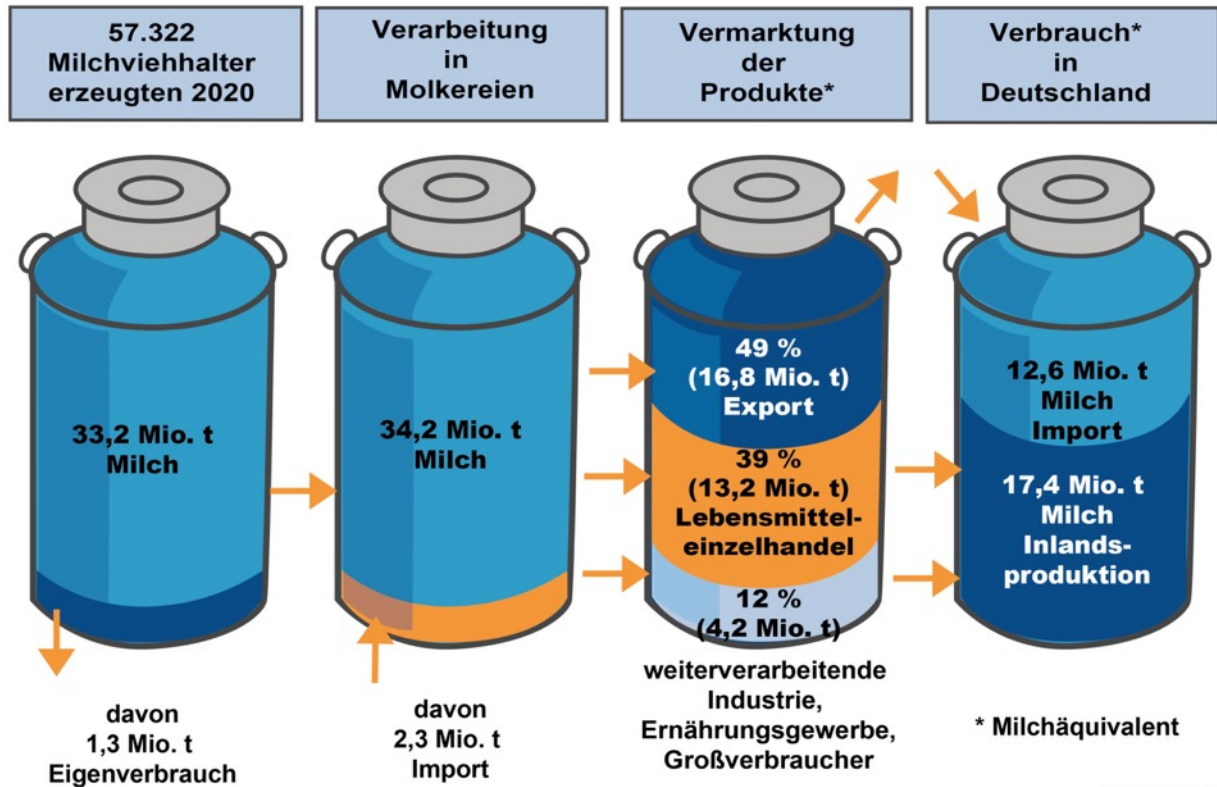 57.322
Milchviehhalter
erzeugten 2020
Verarbeitung
in
Molkereien
Vermarktung
der
Produkte*
Verbrauch*
in
Deutschland
33,2 Mio. t
Milch
34,2 Mio. t
Milch
49 %
(16,8 Mio. t)
Export
39 %
(13,2 Mio. t)
Lebensmittel-
einzelhandel
12 %
(4,2 Mio. t)
12,6 Mio. t
Milch
Import
17,4 Mio. t
Milch
Inlands-
produktion
davon
1,3 Mio. t
Eigenverbrauch
davon
2,3 Mio. t
Import
weiterverarbeitende
Industrie,
Ernährungsgewerbe,
Großverbraucher
* Milchäquivalent